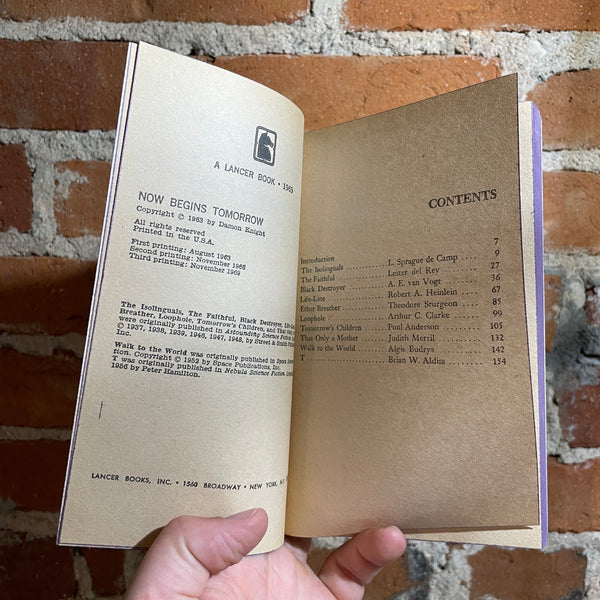 A LANCER BOOK • 1969
NOW BEGINS TOMORROW
Copyright © 1963 by Damon Knight
All rights reserved
Printed in the U.S.A.
First printing: August 1963
Second printing: November 1966
Third printing: November 1969
The Isolinguals, The Faithful, Black Destroyer, Life-
Breather, Loophole, Tomorrow's Children, and That
were originally published in Astounding Science Fiction,
© 1937, 1938, 1939, 1946, 1947, 1948, by Street & Smith
Inc.
Walk to the World was originally published in Space
tion. Copyright © 1952 by Space Publications, Inc.
T was originally published in Nebula Science Fiction,
1956 by Peter Hamilton.
LANCER BOOKS, INC. • 1560 BROADWAY • NEW YORK, N.Y.
CONTENTS
Introduction 7
The Isolinguals L. Sprague de Camp 9
The Faithful Lester del Rey 27
Black Destroyer A. E. van Vogt 36
Life-Line Robert A. Heinlein 67
Ether Breather Theodore Sturgeon 85
Loophole Arthur C. Clarke 99
Tomorrow's Children Poul Anderson 105
That Only a Mother Judith Merril 132
Walk to the World Algis Budrys 142
T Brian W. Aldiss 154